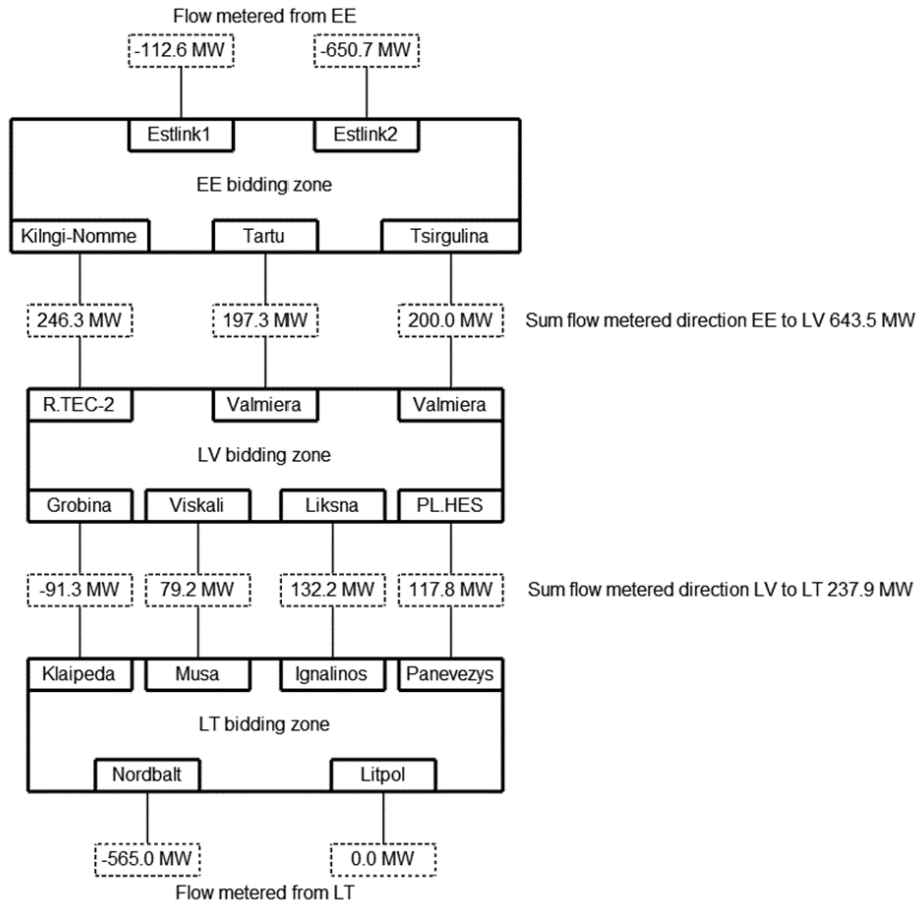 Flow metered from EE
-112.6 MW -650.7 MW
Estlink1 Estlink2
EE bidding zone
Kilngi-Nomme Tartu Tsirgulina
246.3 MW 197.3 MW 200.0 MW Sum flow metered direction EE to LV 643.5 MW
R.TEC-2 Valmiera Valmiera
LV bidding zone
Grobina Viskali Liksna PL.HES
-91.3 MW 79.2 MW 132.2 MW 117.8 MW Sum flow metered direction LV to LT 237.9 MW
Klaipeda Musa Ignalinos Panevezys
LT bidding zone
Nordbalt Litpol
-565.0 MW 0.0 MW
Flow metered from LT